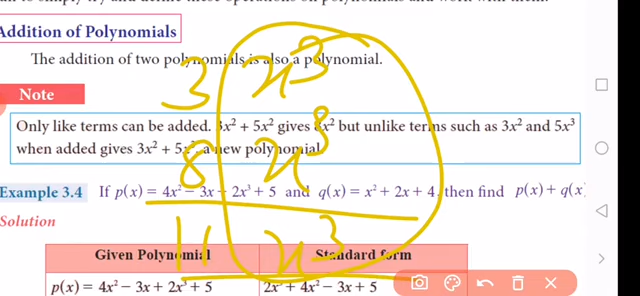 Addition of Polynomials
The addition of two polynomials is also a polynomial.
Note
Only like terms can be added. 3x² + 5x² gives 8x² but unlike terms such as 3x² and 5x³
when added gives 3x² + 5x³, a new polynomial.
Example 3.4 If p(x) = 4x² − 3x + 2x³ + 5 and q(x) = x² + 2x + 4, then find p(x) + q(x)
Solution
Given Polynomial Standard form
p(x) = 4x² − 3x + 2x³ + 5 2x³ + 4x² − 3x + 5
3 x³
8 x³
11 x³